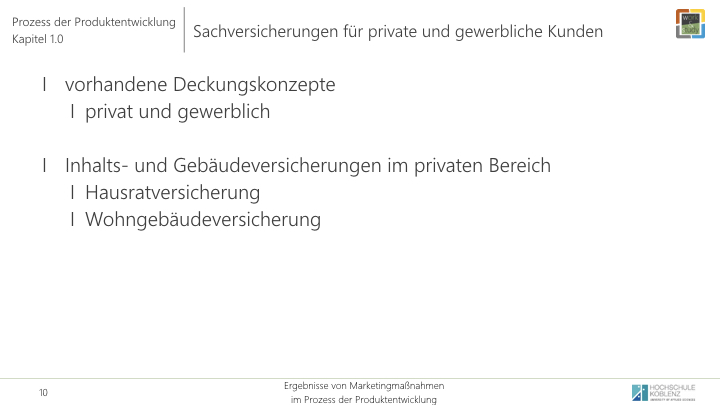 Prozess der Produktentwicklung
Kapitel 1.0
Sachversicherungen für private und gewerbliche Kunden
work
study
l vorhandene Deckungskonzepte
l privat und gewerblich
l Inhalts- und Gebäudeversicherungen im privaten Bereich
l Hausratversicherung
l Wohngebäudeversicherung
10
Ergebnisse von Marketingmaßnahmen
im Prozess der Produktentwicklung
HOCHSCHULE
KOBLENZ
UNIVERSITY OF APPLIED SCIENCES